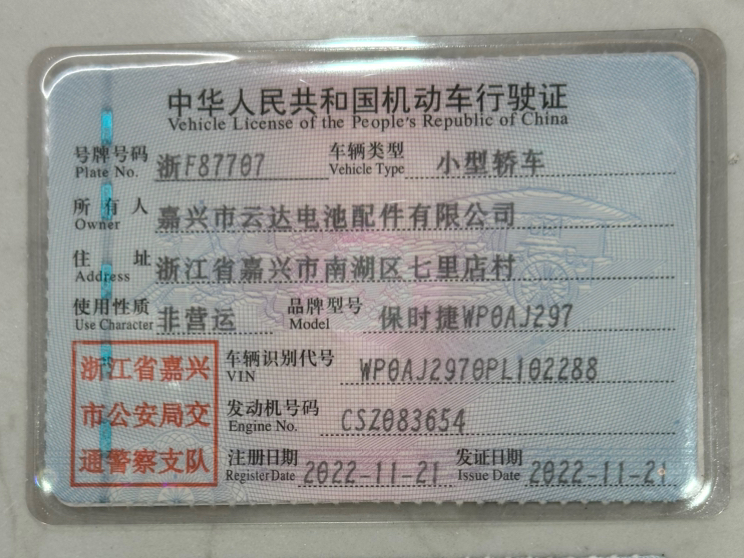 中华人民共和国机动车行驶证
Vehicle License of the People's Republic of China
号牌号码 浙F87707 车辆类型 小型轿车
Plate No. Vehicle Type
所有人 嘉兴市云达电池配件有限公司
Owner
住址 浙江省嘉兴市南湖区七里店村
Address
使用性质 非营运 品牌型号 保时捷WP0AJ297
Use Character Model
浙江省嘉兴
市公安局交
通警察支队
车辆识别代号 WP0AJ2970PL102288
VIN
发动机号码 CSZ083654
Engine No.
注册日期 2022-11-21 发证日期 2022-11-21
Register Date Issue Date